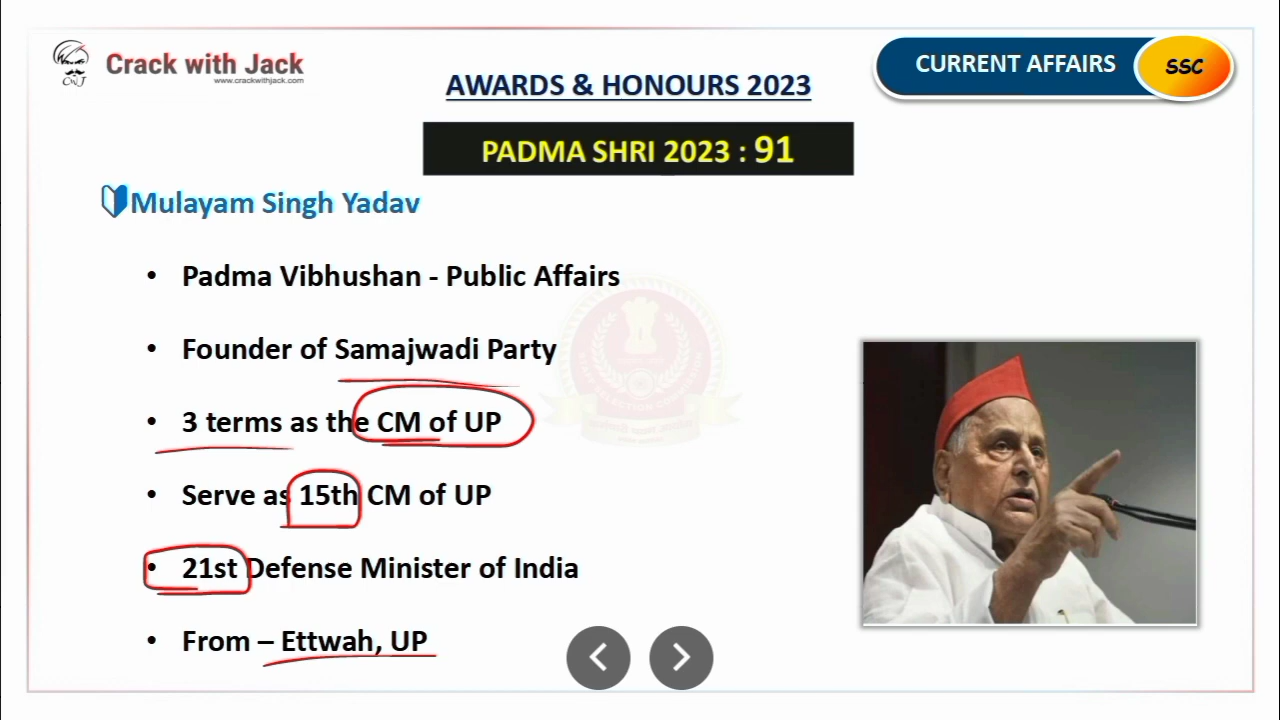 Crack with Jack
www.crackwithjack.com
CWJ
CURRENT AFFAIRS
SSC
AWARDS & HONOURS 2023
PADMA SHRI 2023 : 91
Mulayam Singh Yadav
• Padma Vibhushan - Public Affairs
• Founder of Samajwadi Party
• 3 terms as the CM of UP
• Serve as 15th CM of UP
• 21st Defense Minister of India
• From – Ettwah, UP